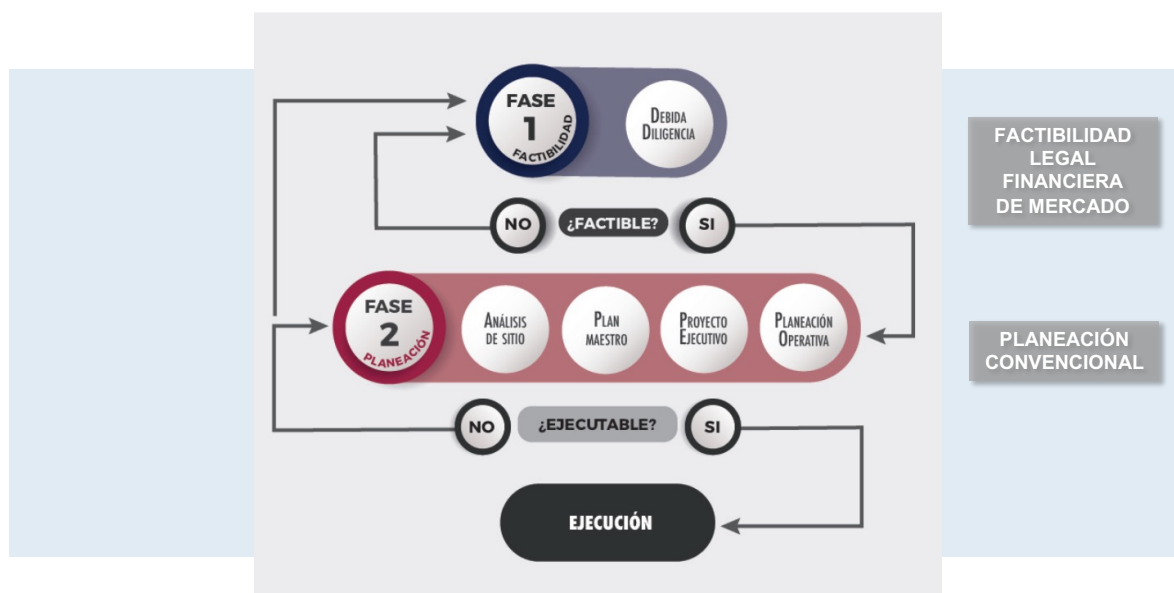 FASE
1
FACTIBILIDAD
DEBIDA
DILIGENCIA
FACTIBILIDAD
LEGAL
FINANCIERA
DE MERCADO
NO
¿FACTIBLE?
SI
FASE
2
PLANEACIÓN
ANÁLISIS
DE SITIO
PLAN
MAESTRO
PROYECTO
EJECUTIVO
PLANEACIÓN
OPERATIVA
PLANEACIÓN
CONVENCIONAL
NO
¿EJECUTABLE?
SI
EJECUCIÓN